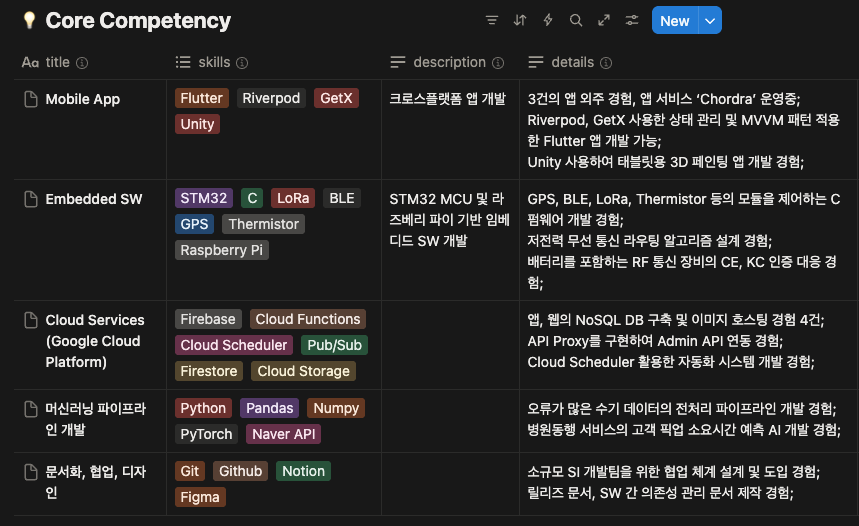 Core Competency
New
Aa title
skills
description
details
Mobile App
Flutter Riverpod GetX
Unity
크로스플랫폼 앱 개발
3건의 앱 외주 경험, 앱 서비스 ‘Chordra’ 운영중;
Riverpod, GetX 사용한 상태 관리 및 MVVM 패턴 적용
한 Flutter 앱 개발 가능;
Unity 사용하여 태블릿용 3D 페인팅 앱 개발 경험;
Embedded SW
STM32 C LoRa BLE
GPS Thermistor
Raspberry Pi
STM32 MCU 및 라
즈베리 파이 기반 임베
디드 SW 개발
GPS, BLE, LoRa, Thermistor 등의 모듈을 제어하는 C
펌웨어 개발 경험;
저전력 무선 통신 라우팅 알고리즘 설계 경험;
배터리를 포함하는 RF 통신 장비의 CE, KC 인증 대응 경
험;
Cloud Services
(Google Cloud
Platform)
Firebase Cloud Functions
Cloud Scheduler Pub/Sub
Firestore Cloud Storage
앱, 웹의 NoSQL DB 구축 및 이미지 호스팅 경험 4건;
API Proxy를 구현하여 Admin API 연동 경험;
Cloud Scheduler 활용한 자동화 시스템 개발 경험;
머신러닝 파이프라
인 개발
Python Pandas Numpy
PyTorch Naver API
오류가 많은 수기 데이터의 전처리 파이프라인 개발 경험;
병원동행 서비스의 고객 픽업 소요시간 예측 AI 개발 경험;
문서화, 협업, 디자
인
Git Github Notion
Figma
소규모 SI 개발팀을 위한 협업 체계 설계 및 도입 경험;
릴리즈 문서, SW 간 의존성 관리 문서 제작 경험;